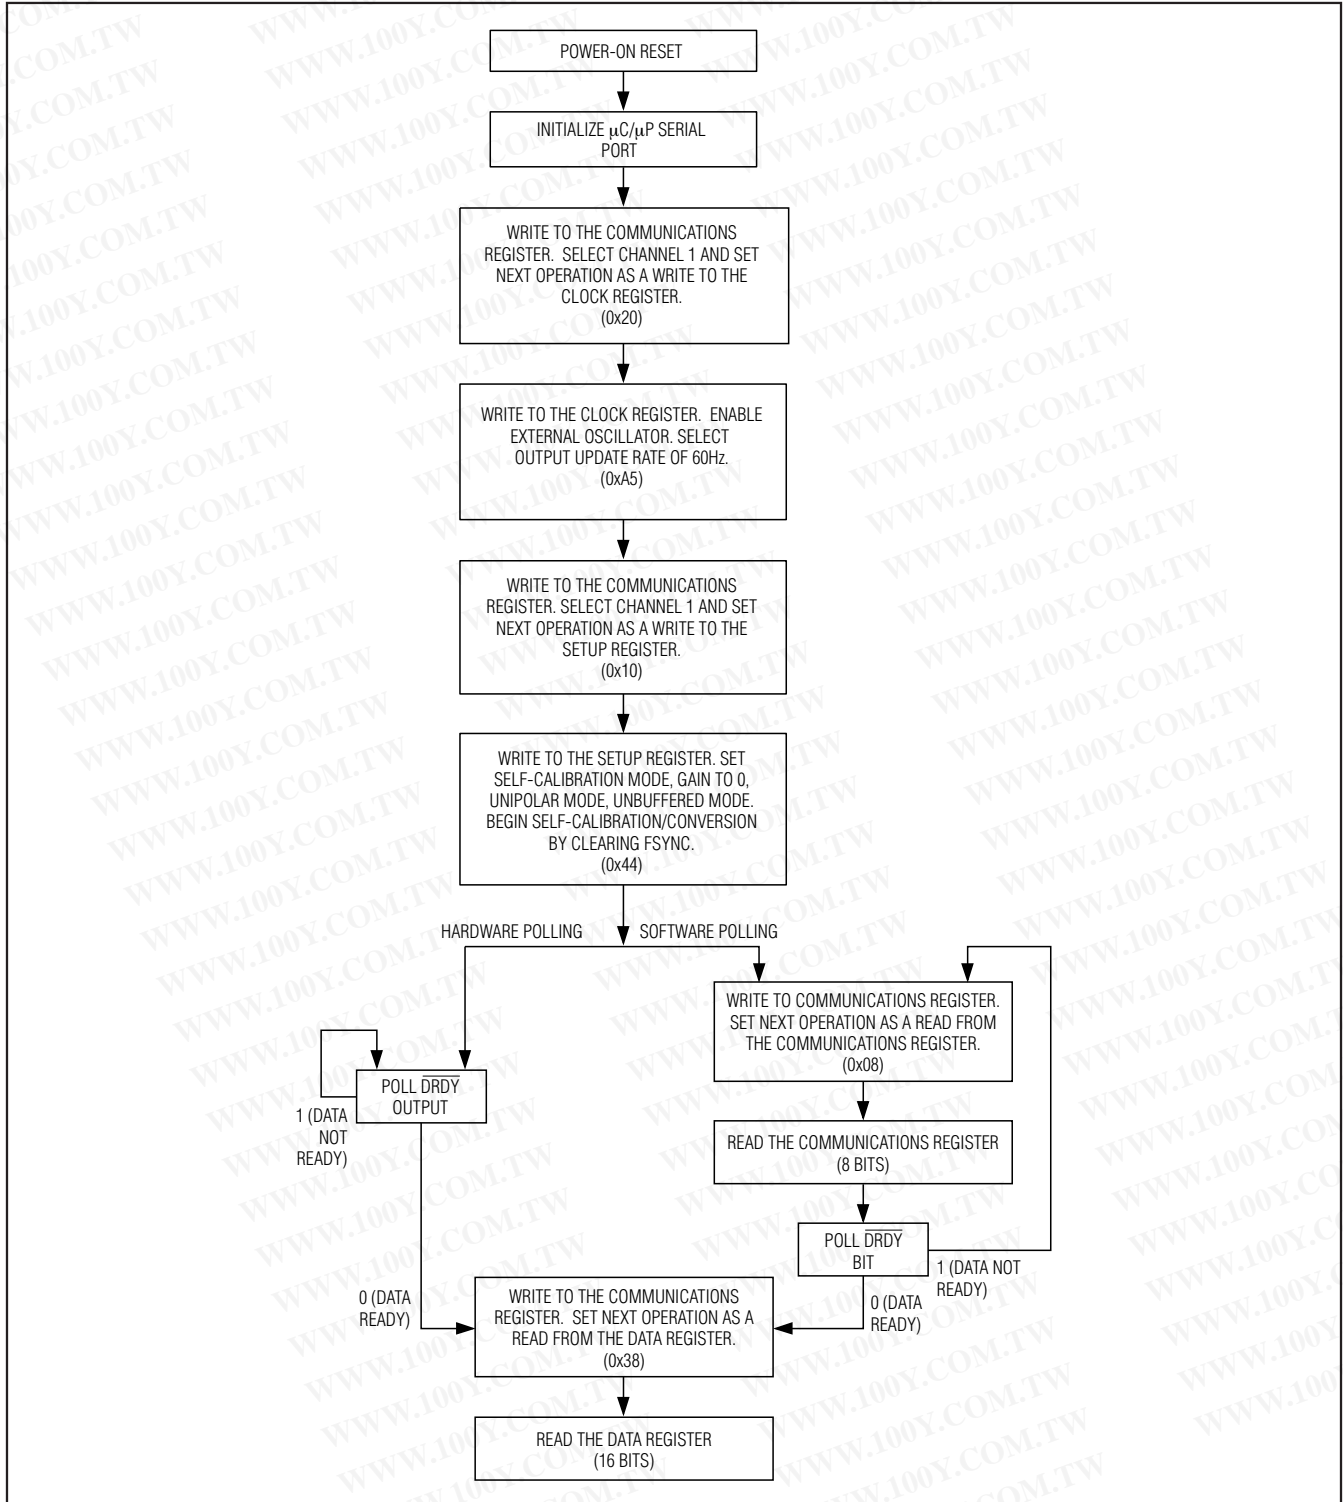 POWER-ON RESET
INITIALIZE μC/μP SERIAL
PORT
WRITE TO THE COMMUNICATIONS
REGISTER. SELECT CHANNEL 1 AND SET
NEXT OPERATION AS A WRITE TO THE
CLOCK REGISTER.
(0x20)
WRITE TO THE CLOCK REGISTER. ENABLE
EXTERNAL OSCILLATOR. SELECT
OUTPUT UPDATE RATE OF 60Hz.
(0xA5)
WRITE TO THE COMMUNICATIONS
REGISTER. SELECT CHANNEL 1 AND SET
NEXT OPERATION AS A WRITE TO THE
SETUP REGISTER.
(0x10)
WRITE TO THE SETUP REGISTER. SET
SELF-CALIBRATION MODE, GAIN TO 0,
UNIPOLAR MODE, UNBUFFERED MODE.
BEGIN SELF-CALIBRATION/CONVERSION
BY CLEARING FSYNC.
(0x44)
HARDWARE POLLING
SOFTWARE POLLING
WRITE TO COMMUNICATIONS REGISTER.
SET NEXT OPERATION AS A READ FROM
THE COMMUNICATIONS REGISTER.
(0x08)
POLL D̅R̅D̅Y̅
OUTPUT
1 (DATA
NOT
READY)
READ THE COMMUNICATIONS REGISTER
(8 BITS)
POLL D̅R̅D̅Y̅
BIT
1 (DATA NOT
READY)
0 (DATA
READY)
0 (DATA
READY)
WRITE TO THE COMMUNICATIONS
REGISTER. SET NEXT OPERATION AS A
READ FROM THE DATA REGISTER.
(0x38)
READ THE DATA REGISTER
(16 BITS)
WWW.100Y.COM.TW